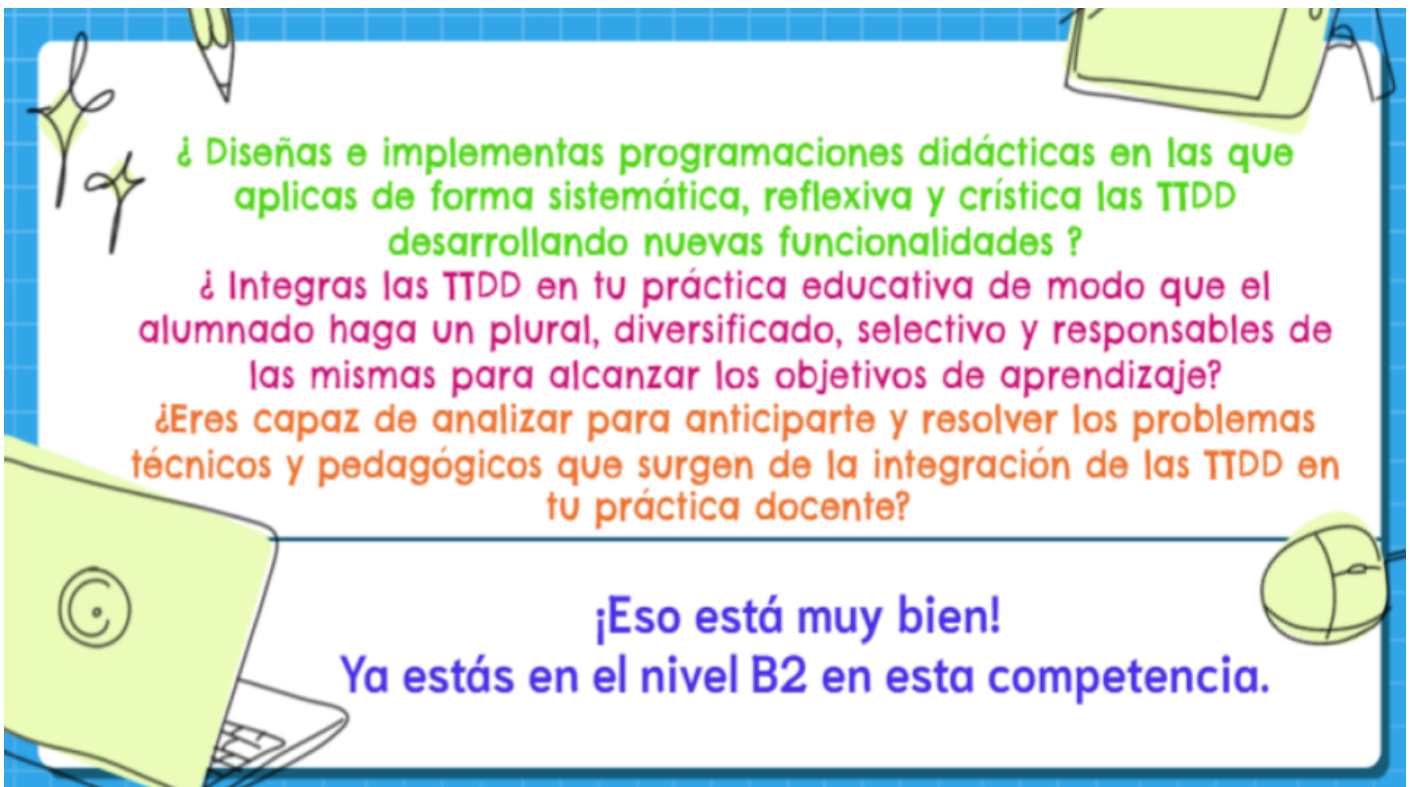 ¿ Diseñas e implementas programaciones didácticas en las que
aplicas de forma sistemática, reflexiva y crística las TTDD
desarrollando nuevas funcionalidades ?
¿ Integras las TTDD en tu práctica educativa de modo que el
alumnado haga un plural, diversificado, selectivo y responsables de
las mismas para alcanzar los objetivos de aprendizaje?
¿Eres capaz de analizar para anticiparte y resolver los problemas
técnicos y pedagógicos que surgen de la integración de las TTDD en
tu práctica docente?
¡Eso está muy bien!
Ya estás en el nivel B2 en esta competencia.